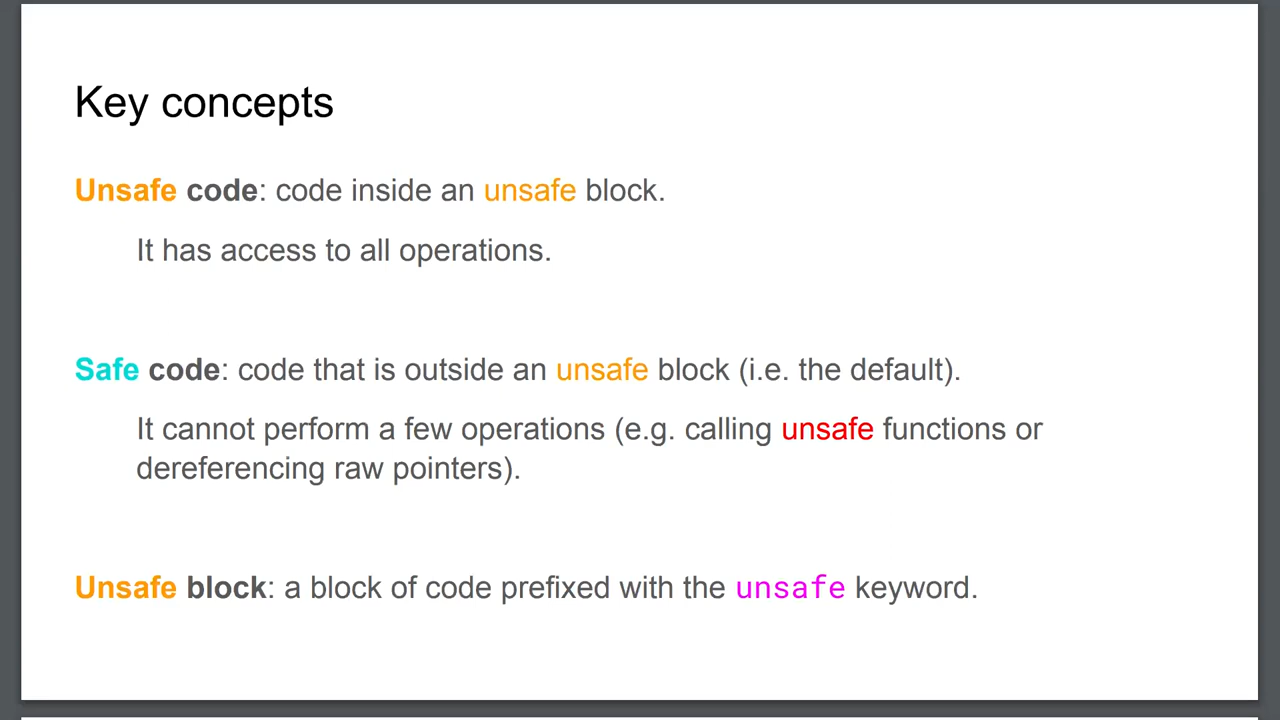 Key concepts
Unsafe code: code inside an unsafe block.
It has access to all operations.
Safe code: code that is outside an unsafe block (i.e. the default).
It cannot perform a few operations (e.g. calling unsafe functions or
dereferencing raw pointers).
Unsafe block: a block of code prefixed with the unsafe keyword.